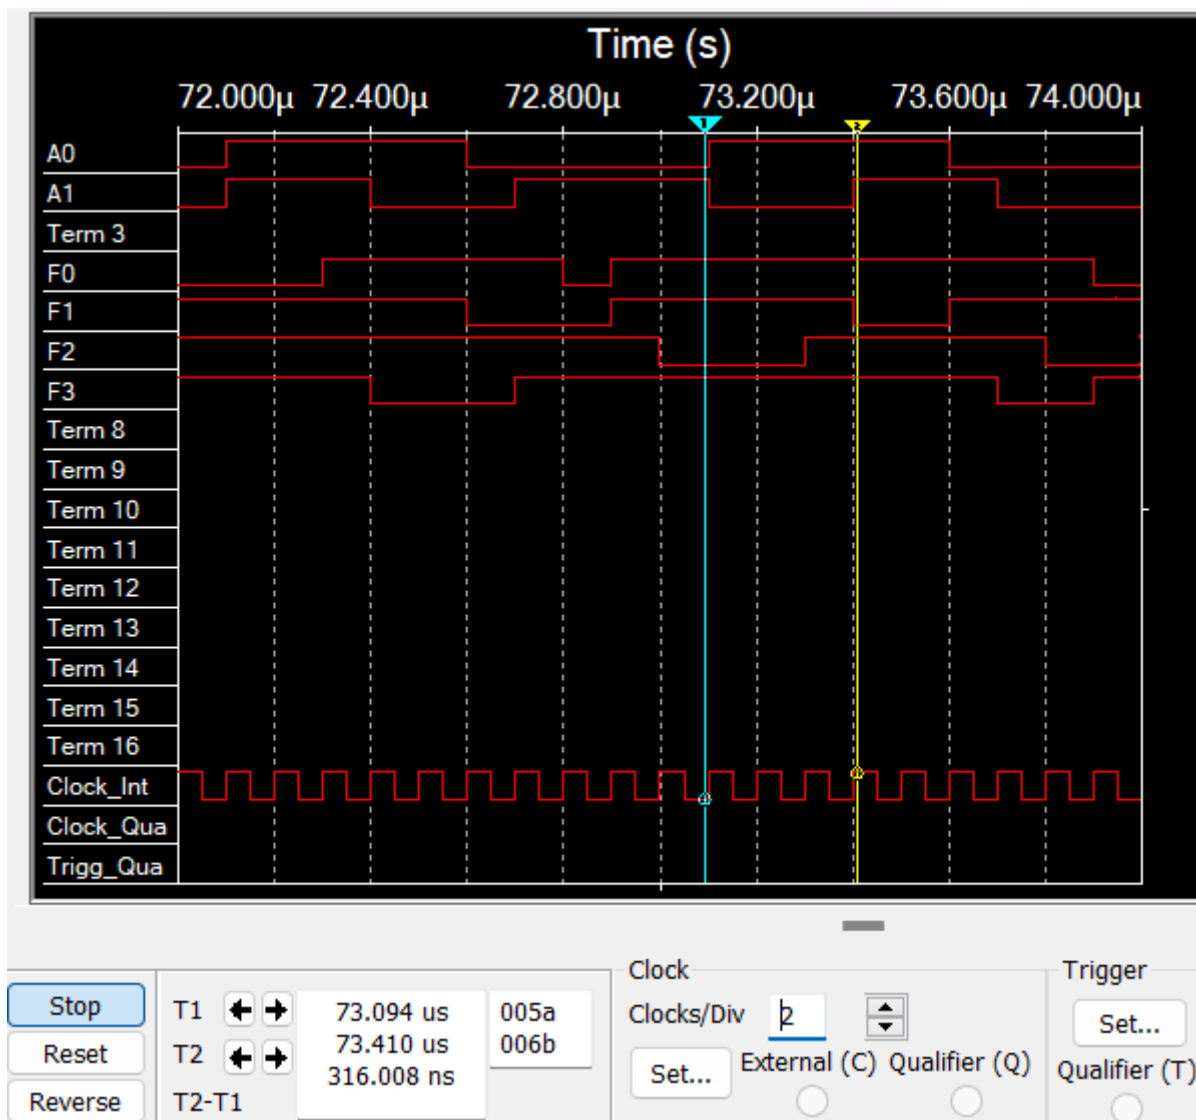 Time (s)
72.000µ 72.400µ 72.800µ 73.200µ 73.600µ 74.000µ
1 2
A0
A1
Term 3
F0
F1
F2
F3
Term 8
Term 9
Term 10
Term 11
Term 12
Term 13
Term 14
Term 15
Term 16
Clock_Int
Clock_Qua
Trigg_Qua
Stop
Reset
Reverse
T1 73.094 us 005a
T2 73.410 us 006b
T2-T1 316.008 ns
Clock
Clocks/Div 2
Set... External (C) Qualifier (Q)
Trigger
Set...
Qualifier (T)